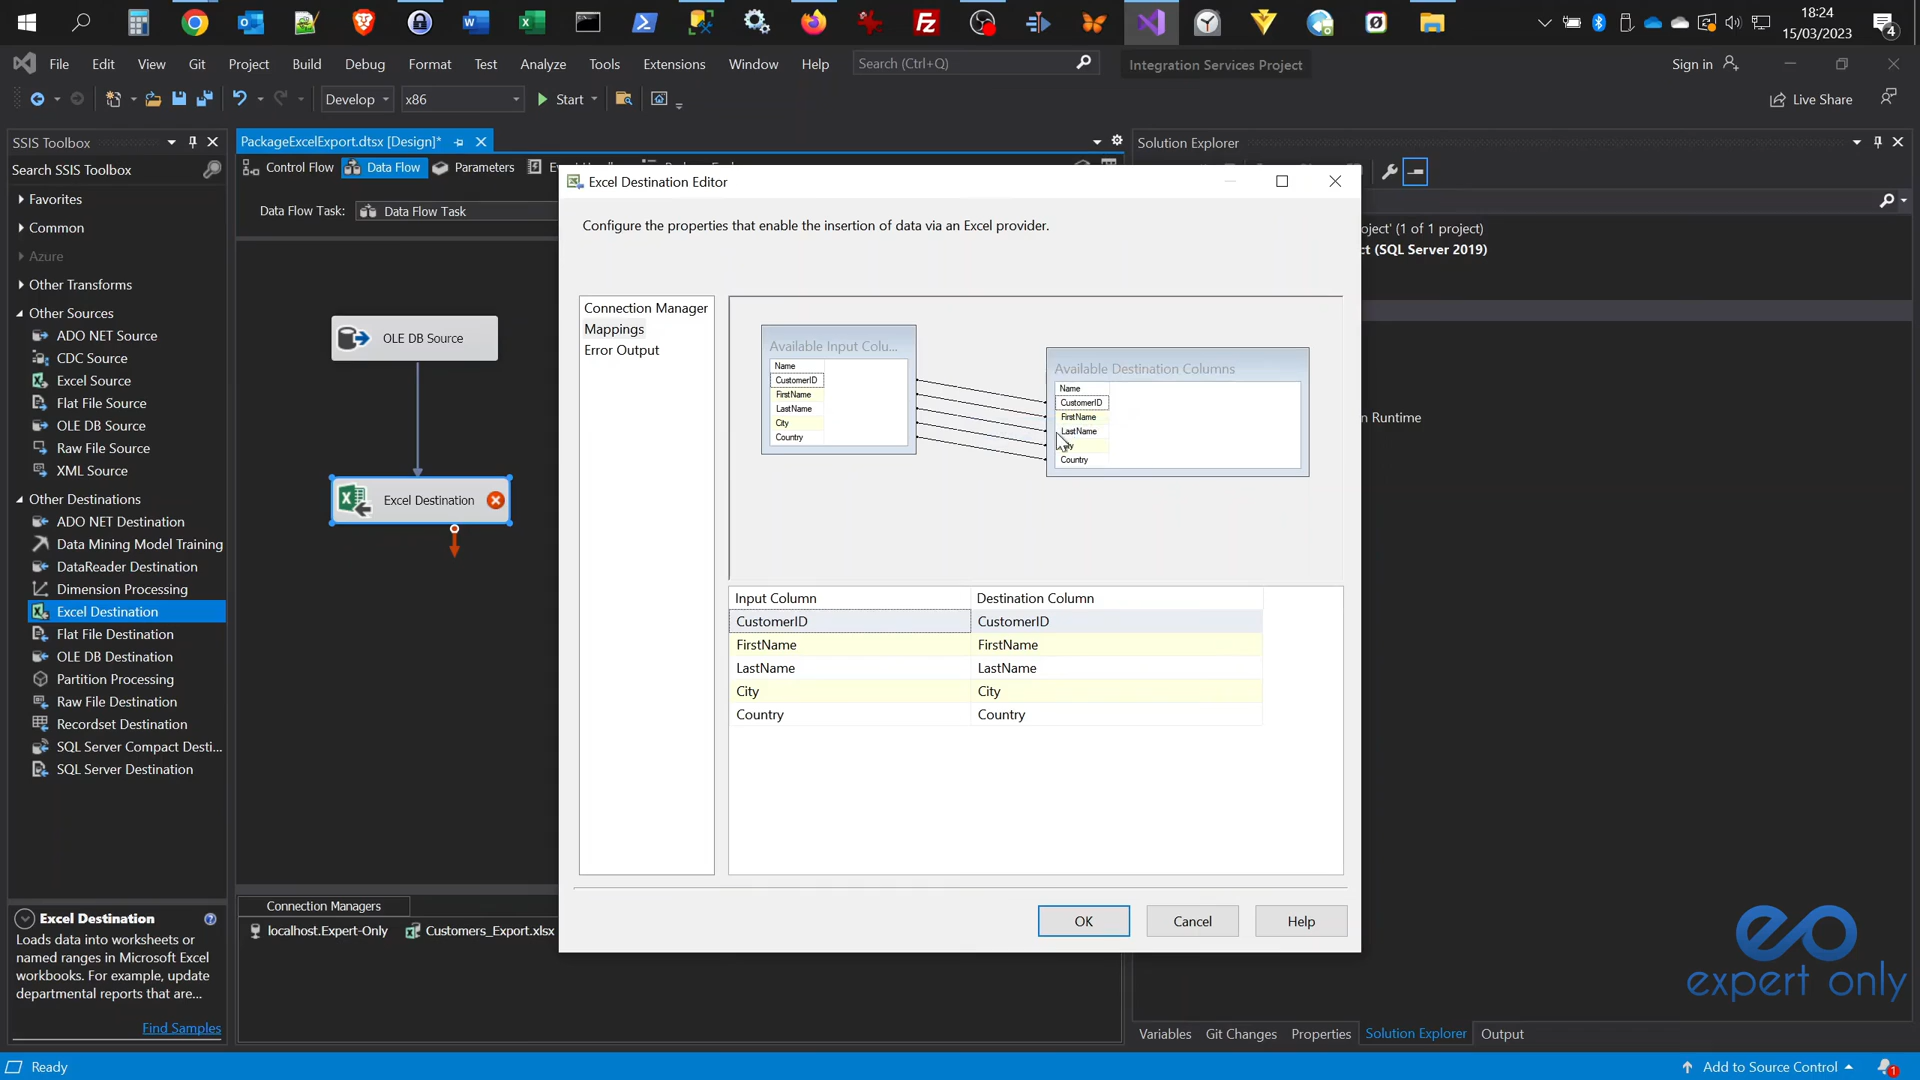 18:24
15/03/2023
4
File Edit View Git Project Build Debug Format Test Analyze Tools Extensions Window Help Search (Ctrl+Q) Integration Services Project Sign in
Develop x86 Start Live Share
SSIS Toolbox
Search SSIS Toolbox
Favorites
Common
Azure
Other Transforms
Other Sources
ADO NET Source
CDC Source
Excel Source
Flat File Source
OLE DB Source
Raw File Source
XML Source
Other Destinations
ADO NET Destination
Data Mining Model Training
DataReader Destination
Dimension Processing
Excel Destination
Flat File Destination
OLE DB Destination
Partition Processing
Raw File Destination
Recordset Destination
SQL Server Compact Desti...
SQL Server Destination
Excel Destination
Loads data into worksheets or
named ranges in Microsoft Excel
workbooks. For example, update
departmental reports that are...
Find Samples
PackageExcelExport.dtsx [Design]*
Control Flow Data Flow Parameters
Data Flow Task: Data Flow Task
OLE DB Source
Excel Destination
Connection Managers
localhost.Expert-Only Customers_Export.xlsx
Excel Destination Editor
Configure the properties that enable the insertion of data via an Excel provider.
Connection Manager
Mappings
Error Output
Available Input Colu...
Name
CustomerID
FirstName
LastName
City
Country
Available Destination Columns
Name
CustomerID
FirstName
LastName
Country
Input Column Destination Column
CustomerID CustomerID
FirstName FirstName
LastName LastName
City City
Country Country
OK Cancel Help
Solution Explorer
oject' (1 of 1 project)
t (SQL Server 2019)
n Runtime
expert only
Variables Git Changes Properties Solution Explorer Output
Ready
Add to Source Control
1